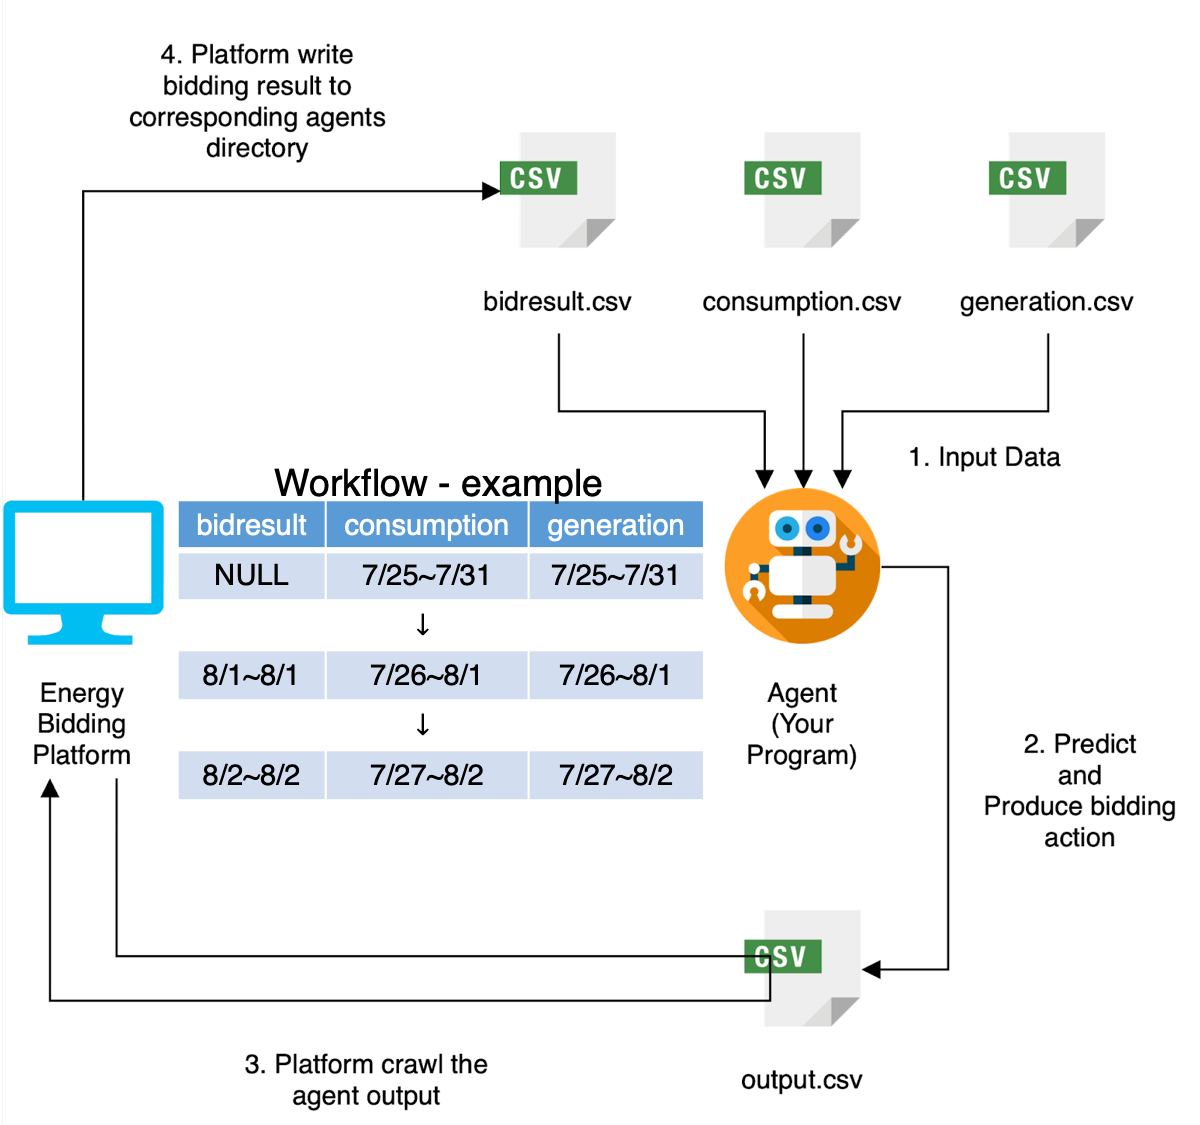 4. Platform write
bidding result to
corresponding agents
directory
CSV
CSV
CSV
bidresult.csv
consumption.csv
generation.csv
1. Input Data
Workflow - example
bidresult
consumption
generation
NULL
7/25~7/31
7/25~7/31
↓
8/1~8/1
7/26~8/1
7/26~8/1
↓
8/2~8/2
7/27~8/2
7/27~8/2
Energy
Bidding
Platform
Agent
(Your
Program)
2. Predict
and
Produce bidding
action
CSV
output.csv
3. Platform crawl the
agent output